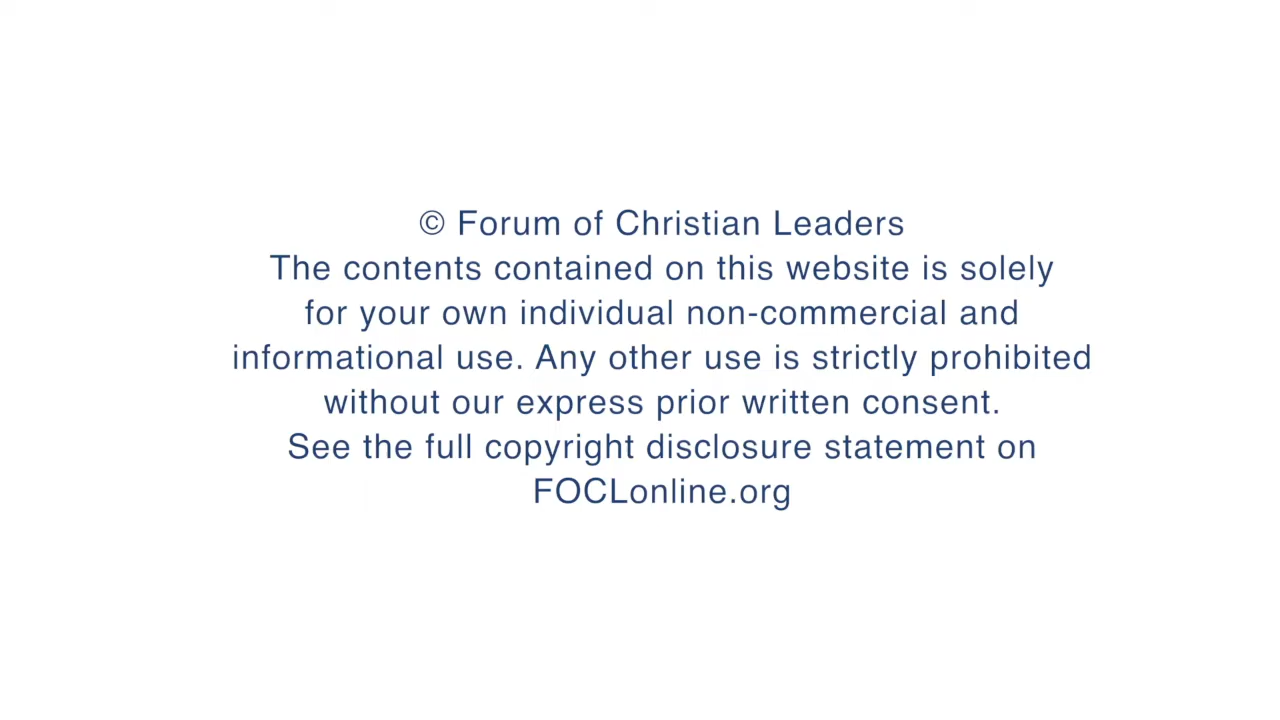 © Forum of Christian Leaders
The contents contained on this website is solely
for your own individual non-commercial and
informational use. Any other use is strictly prohibited
without our express prior written consent.
See the full copyright disclosure statement on
FOCLonline.org